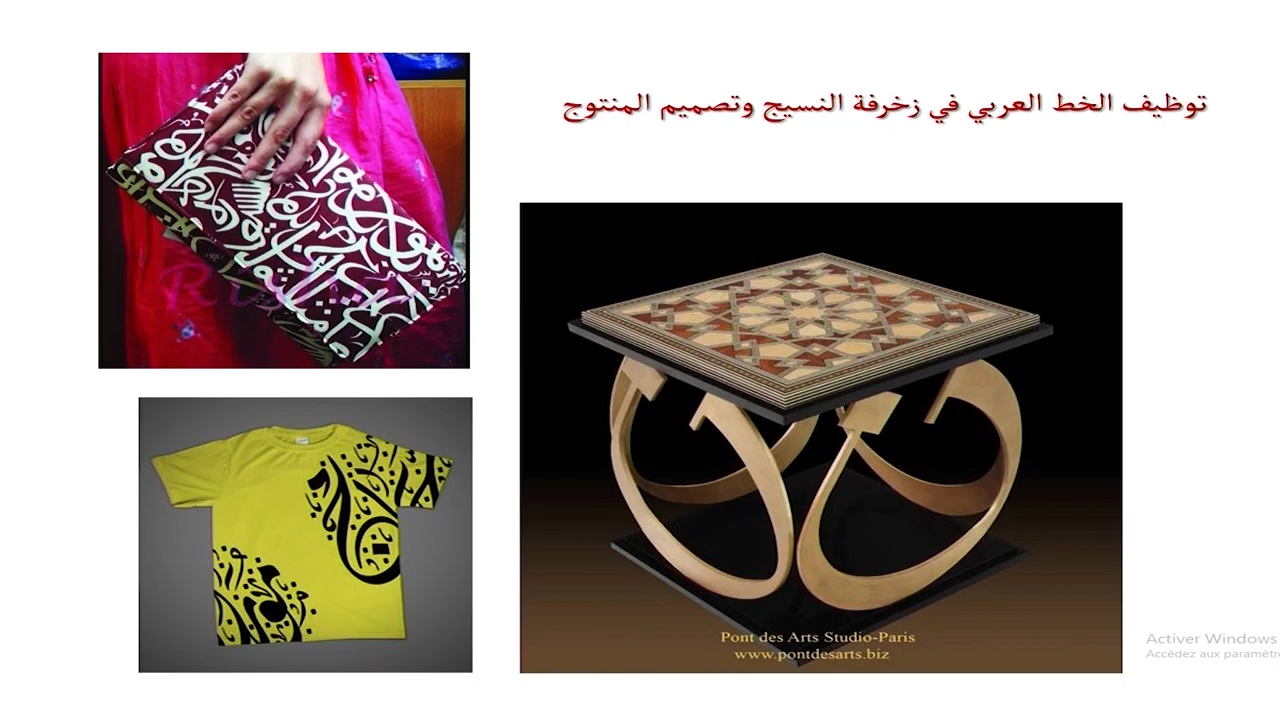 توظيف الخط العربي في زخرفة النسيج وتصميم المنتوج
Pont des Arts Studio-Paris
www.pontdesarts.biz
Activer Windows
Accédez aux paramètre